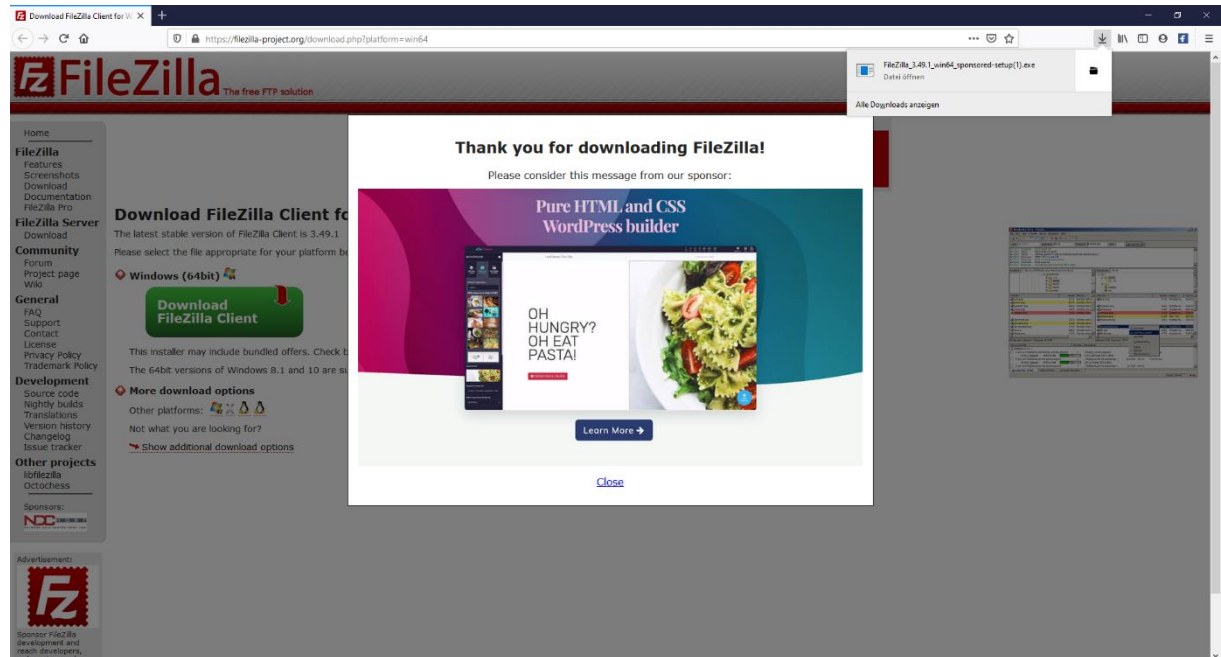 Download FileZilla Client for W
https://filezilla-project.org/download.php?platform=win64
FileZilla_3.49.1_win64_sponsored-setup(1).exe
Datei öffnen
Alle Downloads anzeigen
FileZilla The free FTP solution
Home
FileZilla
Features
Screenshots
Download
Documentation
FileZilla Pro
FileZilla Server
Download
Community
Forum
Project page
Wiki
General
FAQ
Support
Contact
License
Privacy Policy
Trademark Policy
Development
Source code
Nightly builds
Translations
Version history
Changelog
Issue tracker
Other projects
libfilezilla
Octochess
Sponsors:
NDC
Advertisement:
Fz
Sponsor FileZilla
development and
reach developers,
Download FileZilla Client fo
The latest stable version of FileZilla Client is 3.49.1
Please select the file appropriate for your platform be
Windows (64bit)
Download
FileZilla Client
This installer may include bundled offers. Check b
The 64bit versions of Windows 8.1 and 10 are su
More download options
Other platforms:
Not what you are looking for?
Show additional download options
Thank you for downloading FileZilla!
Please consider this message from our sponsor:
Pure HTML and CSS
WordPress builder
OH
HUNGRY?
OH EAT
PASTA!
Learn More
Close